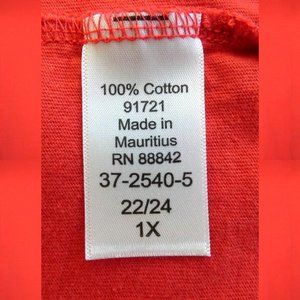 100% Cotton
91721
Made in
Mauritius
RN 88842
37-2540-5
22/24
1X